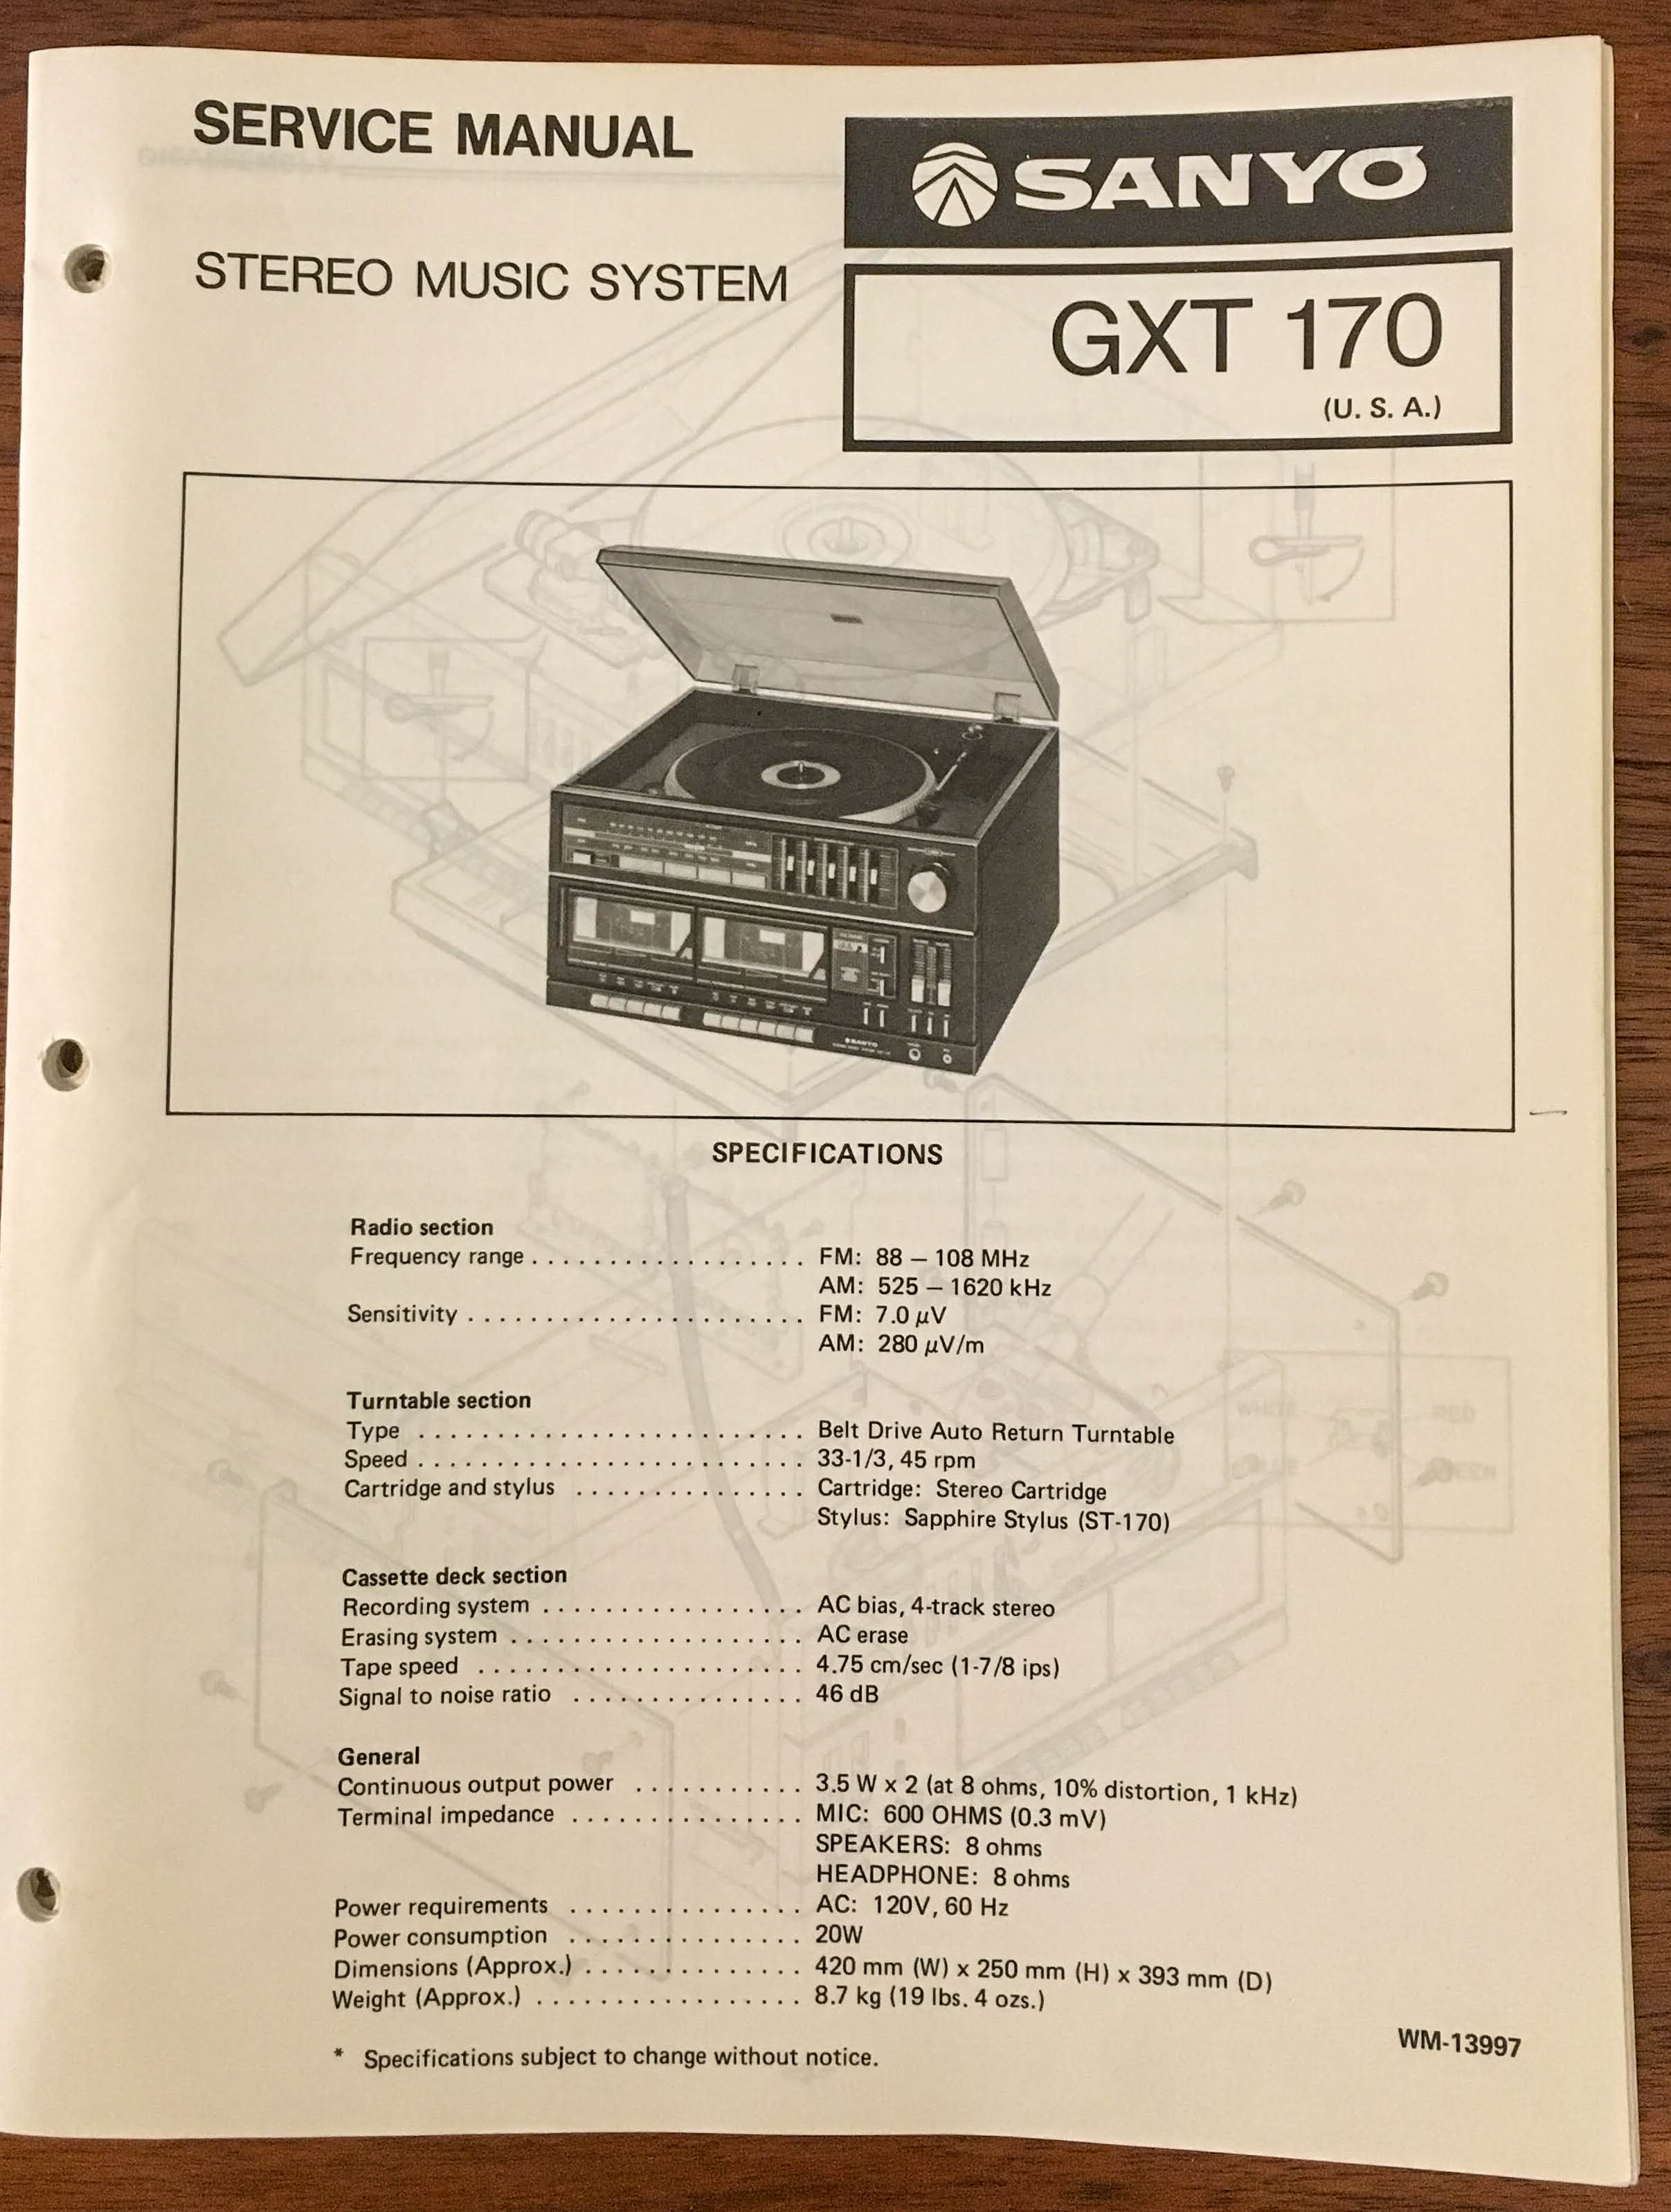 SERVICE MANUAL
SANYO
STEREO MUSIC SYSTEM
GXT 170
(U. S. A.)
SANYO
SPECIFICATIONS
Radio section
Frequency range . . . . . . . . . . . . . . . . . . FM: 88 – 108 MHz
AM: 525 – 1620 kHz
Sensitivity . . . . . . . . . . . . . . . . . . . . . . FM: 7.0 µV
AM: 280 µV/m
Turntable section
Type . . . . . . . . . . . . . . . . . . . . . . . . . Belt Drive Auto Return Turntable
Speed . . . . . . . . . . . . . . . . . . . . . . . . . 33-1/3, 45 rpm
Cartridge and stylus . . . . . . . . . . . . . . . Cartridge: Stereo Cartridge
Stylus: Sapphire Stylus (ST-170)
Cassette deck section
Recording system . . . . . . . . . . . . . . . . . AC bias, 4-track stereo
Erasing system . . . . . . . . . . . . . . . . . . . AC erase
Tape speed . . . . . . . . . . . . . . . . . . . . . 4.75 cm/sec (1-7/8 ips)
Signal to noise ratio . . . . . . . . . . . . . . . 46 dB
General
Continuous output power . . . . . . . . . . . 3.5 W x 2 (at 8 ohms, 10% distortion, 1 kHz)
Terminal impedance . . . . . . . . . . . . . . . MIC: 600 OHMS (0.3 mV)
SPEAKERS: 8 ohms
HEADPHONE: 8 ohms
Power requirements . . . . . . . . . . . . . . . AC: 120V, 60 Hz
Power consumption . . . . . . . . . . . . . . . 20W
Dimensions (Approx.) . . . . . . . . . . . . . . 420 mm (W) x 250 mm (H) x 393 mm (D)
Weight (Approx.) . . . . . . . . . . . . . . . . . 8.7 kg (19 lbs. 4 ozs.)
* Specifications subject to change without notice.
WM-13997